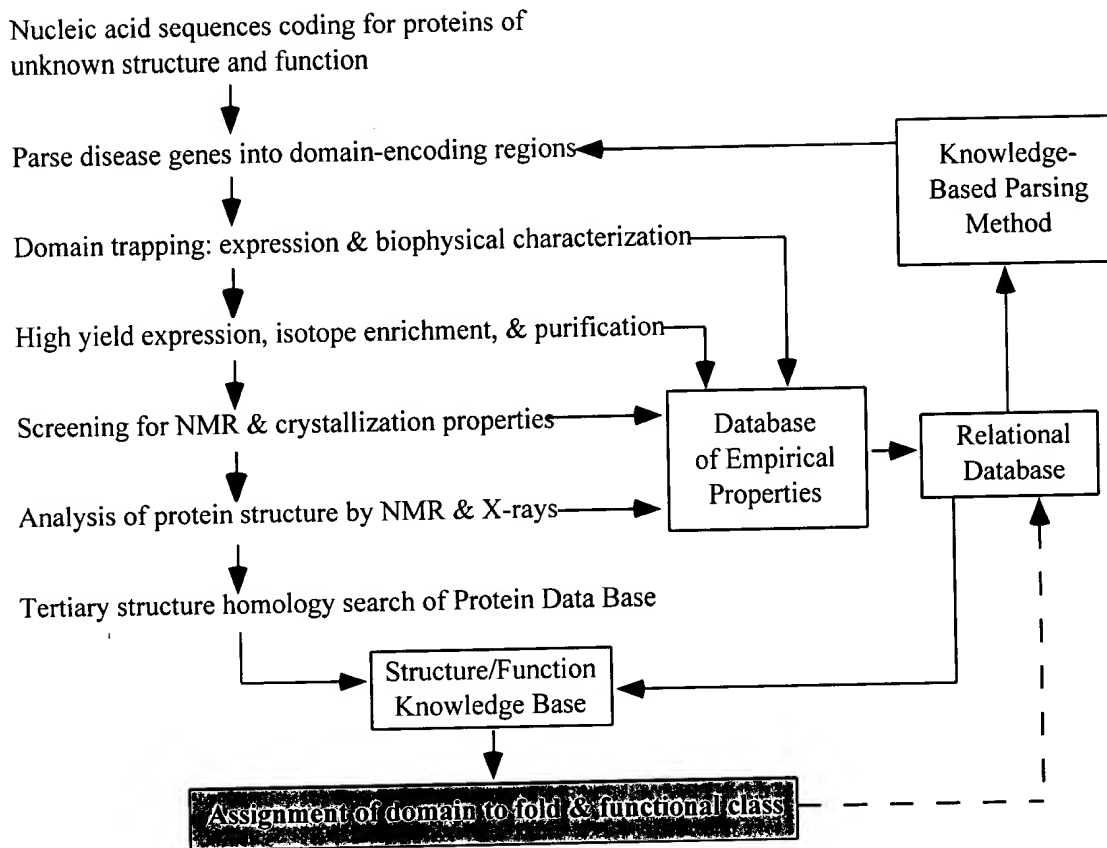 Nucleic acid sequences coding for proteins of
unknown structure and function
Parse disease genes into domain-encoding regions
Knowledge-
Based Parsing
Method
Domain trapping: expression & biophysical characterization
High yield expression, isotope enrichment, & purification
Screening for NMR & crystallization properties
Database
of Empirical
Properties
Relational
Database
Analysis of protein structure by NMR & X-rays
Tertiary structure homology search of Protein Data Base
Structure/Function
Knowledge Base
Assignment of domain to fold & functional class